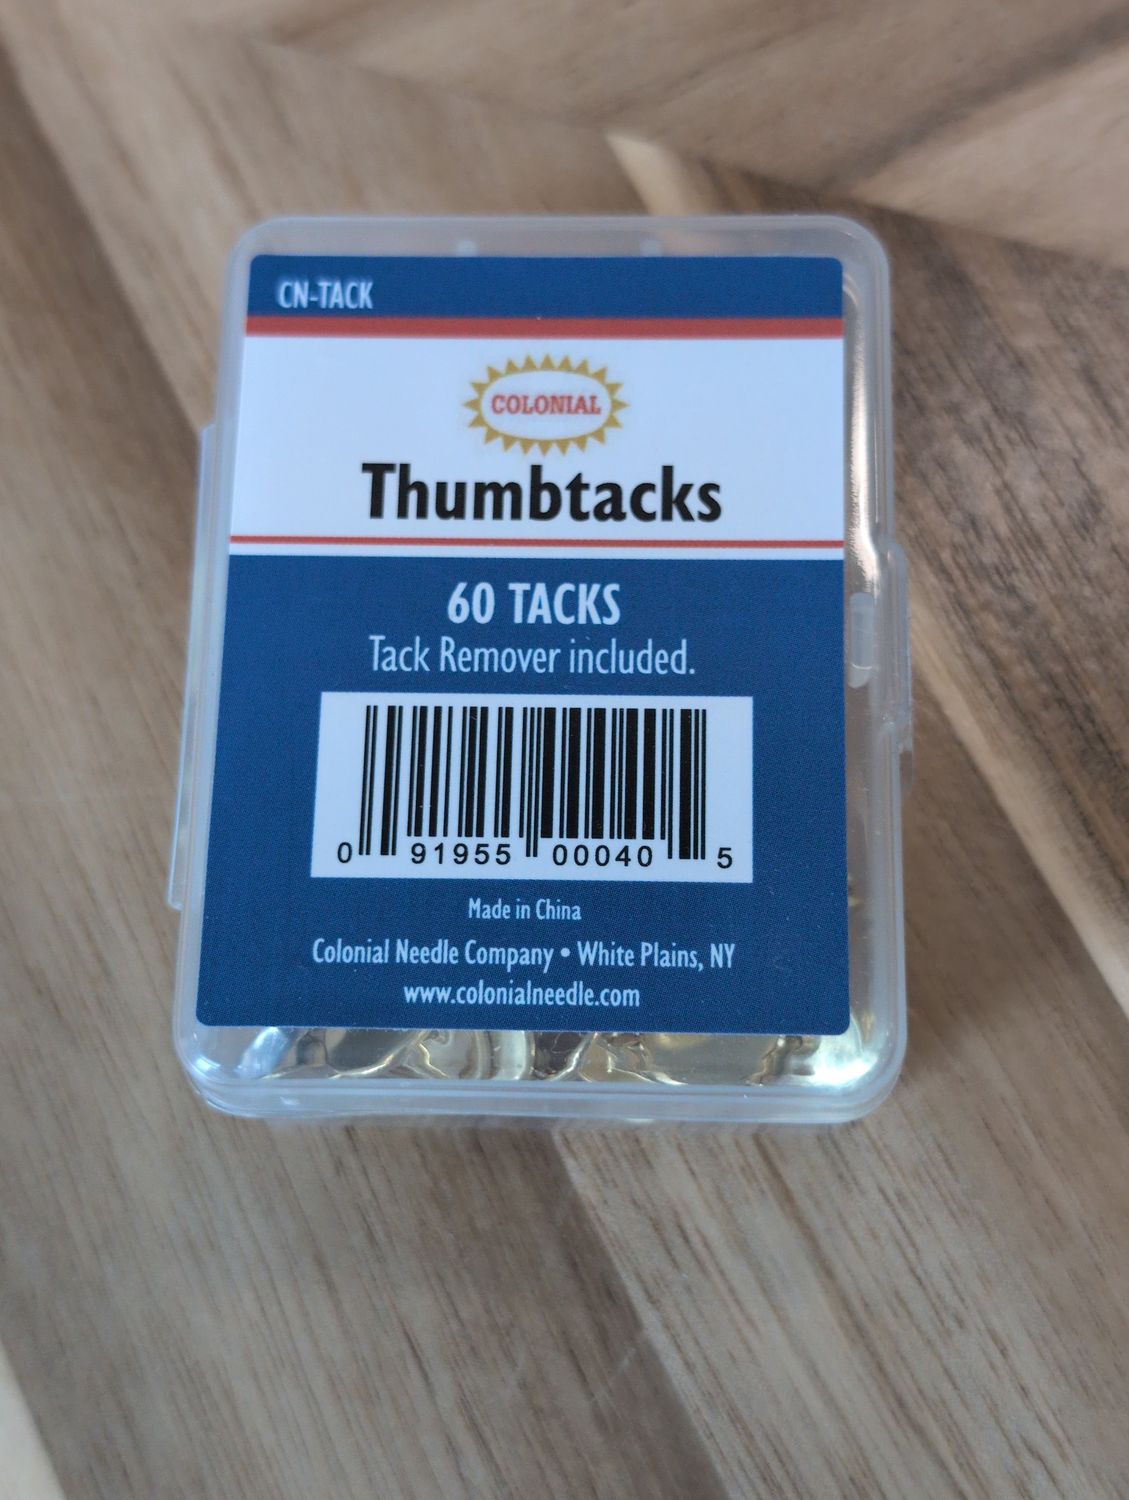 CN-TACK
COLONIAL
Thumbtacks
60 TACKS
Tack Remover included.
0 91955 00040 5
Made in China
Colonial Needle Company • White Plains, NY
www.colonialneedle.com